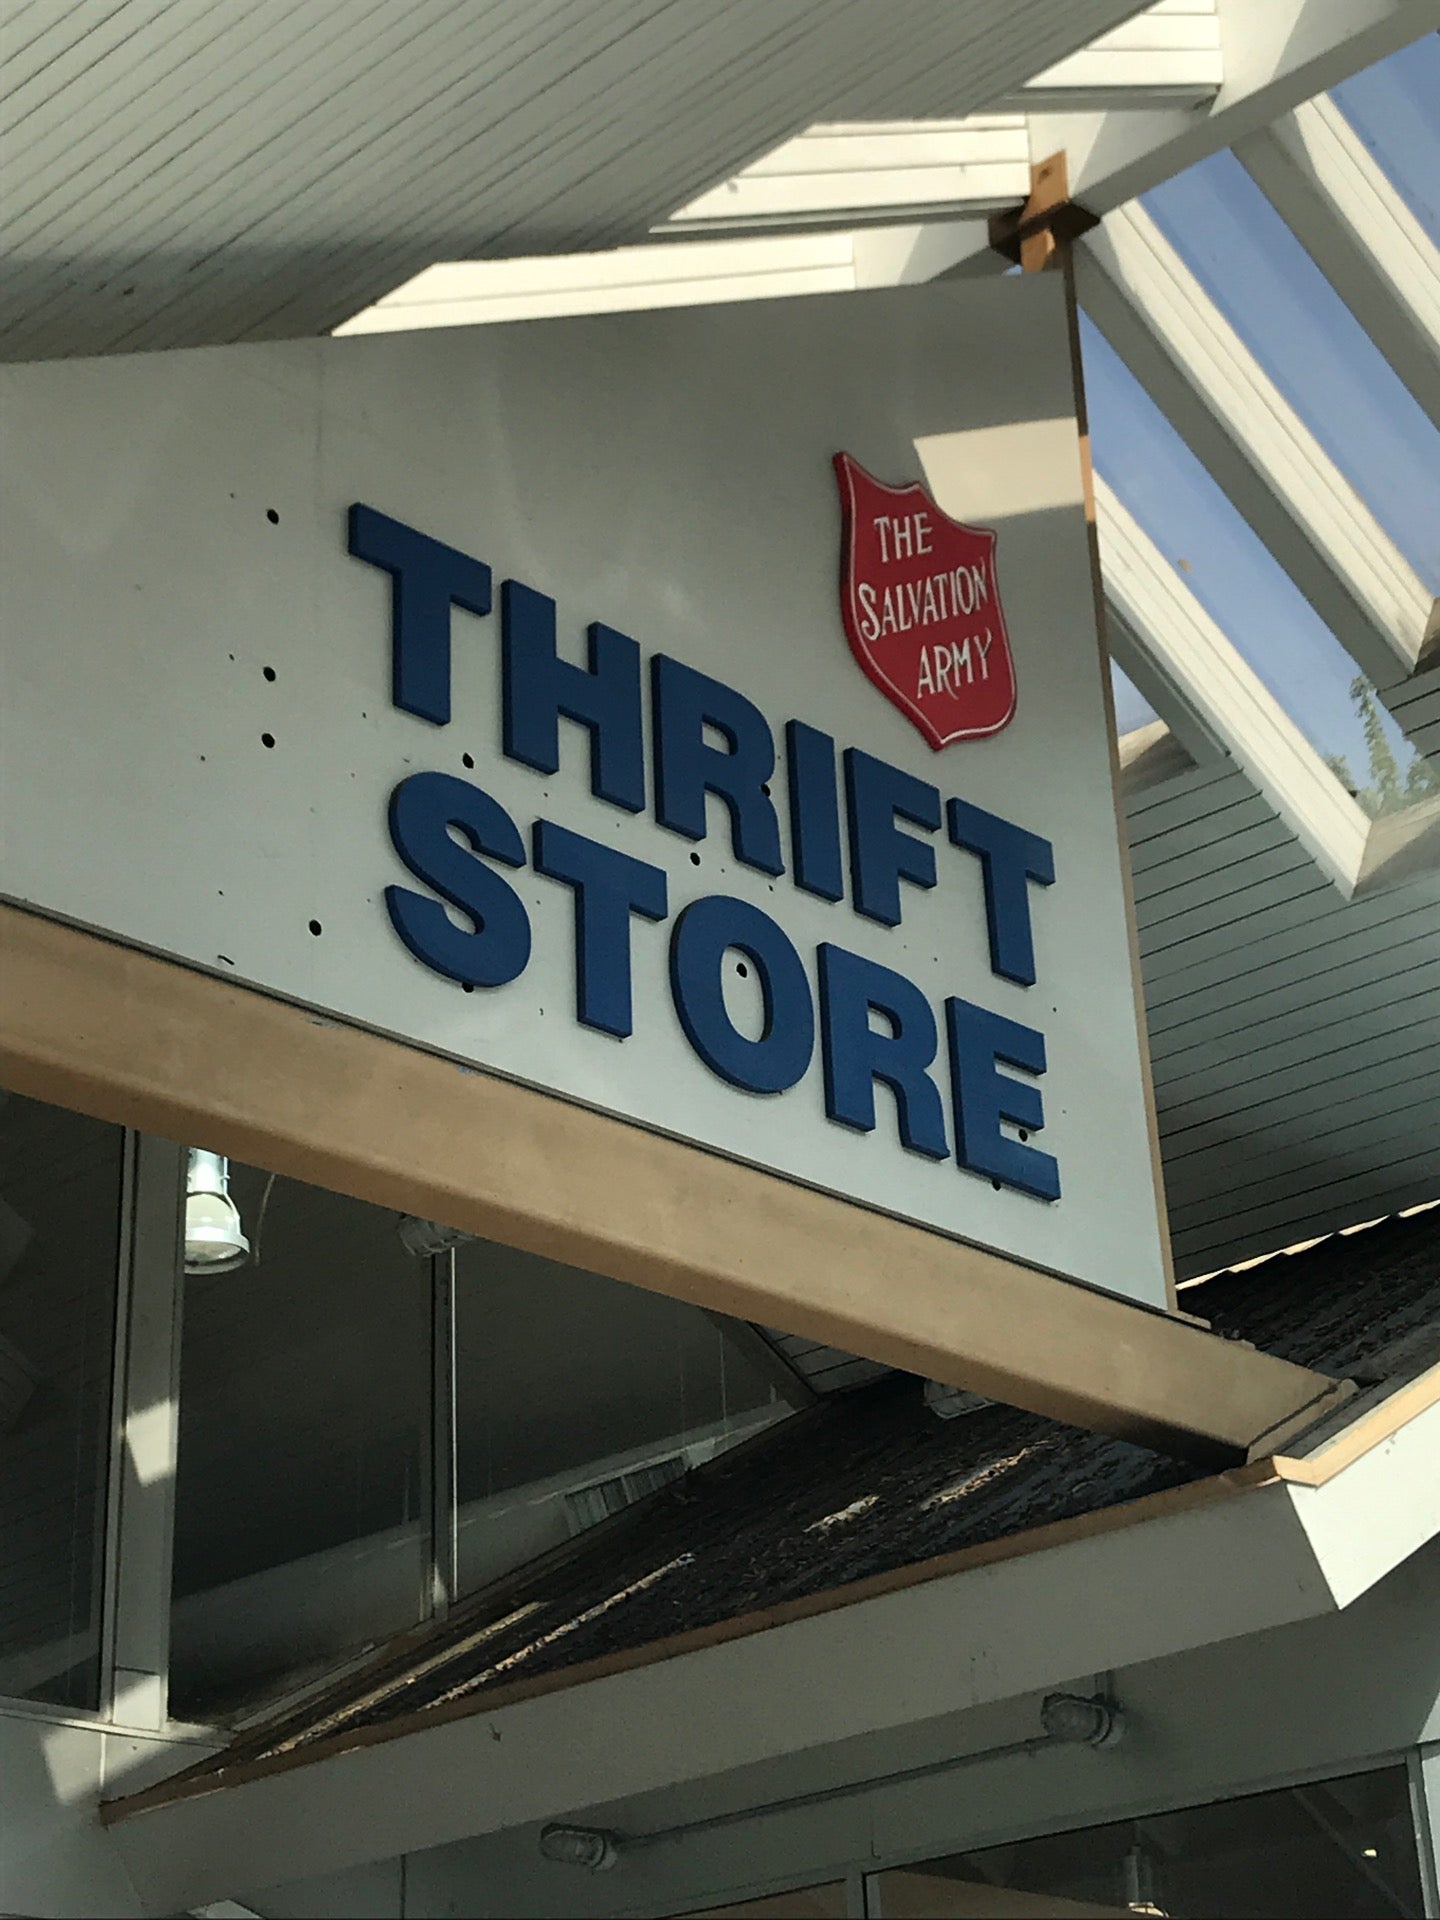 THE
SALVATION
ARMY
THRIFT
STORE